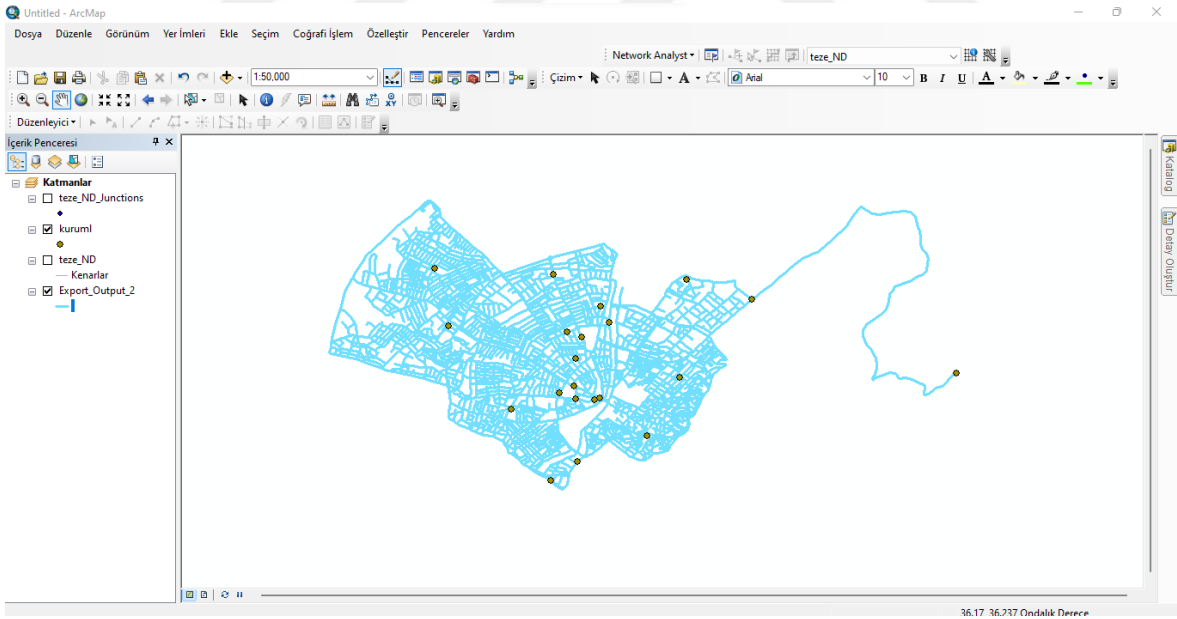 Untitled - ArcMap
Dosya Düzenle Görünüm Yer İmleri Ekle Seçim Coğrafi İşlem Özelleştir Pencereler Yardım
Network Analyst teze_ND
1:50.000 Çizim A Arial 10 B I U A
Düzenleyici
İçerik Penceresi
Katmanlar
teze_ND_Junctions
kuruml
teze_ND
Kenarlar
Export_Output_2
Katalog
Detay Oluştur
36,17 36,237 Ondalık Derece